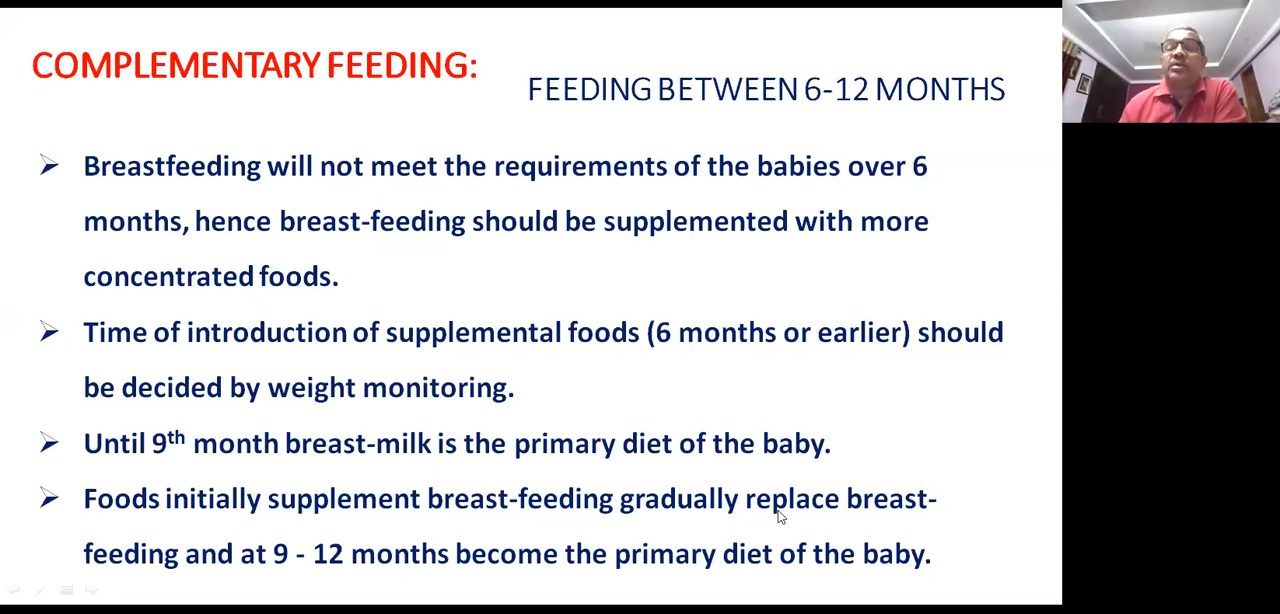 COMPLEMENTARY FEEDING:
FEEDING BETWEEN 6-12 MONTHS
➢ Breastfeeding will not meet the requirements of the babies over 6
months, hence breast-feeding should be supplemented with more
concentrated foods.
➢ Time of introduction of supplemental foods (6 months or earlier) should
be decided by weight monitoring.
➢ Until 9th month breast-milk is the primary diet of the baby.
➢ Foods initially supplement breast-feeding gradually replace breast-
feeding and at 9 - 12 months become the primary diet of the baby.